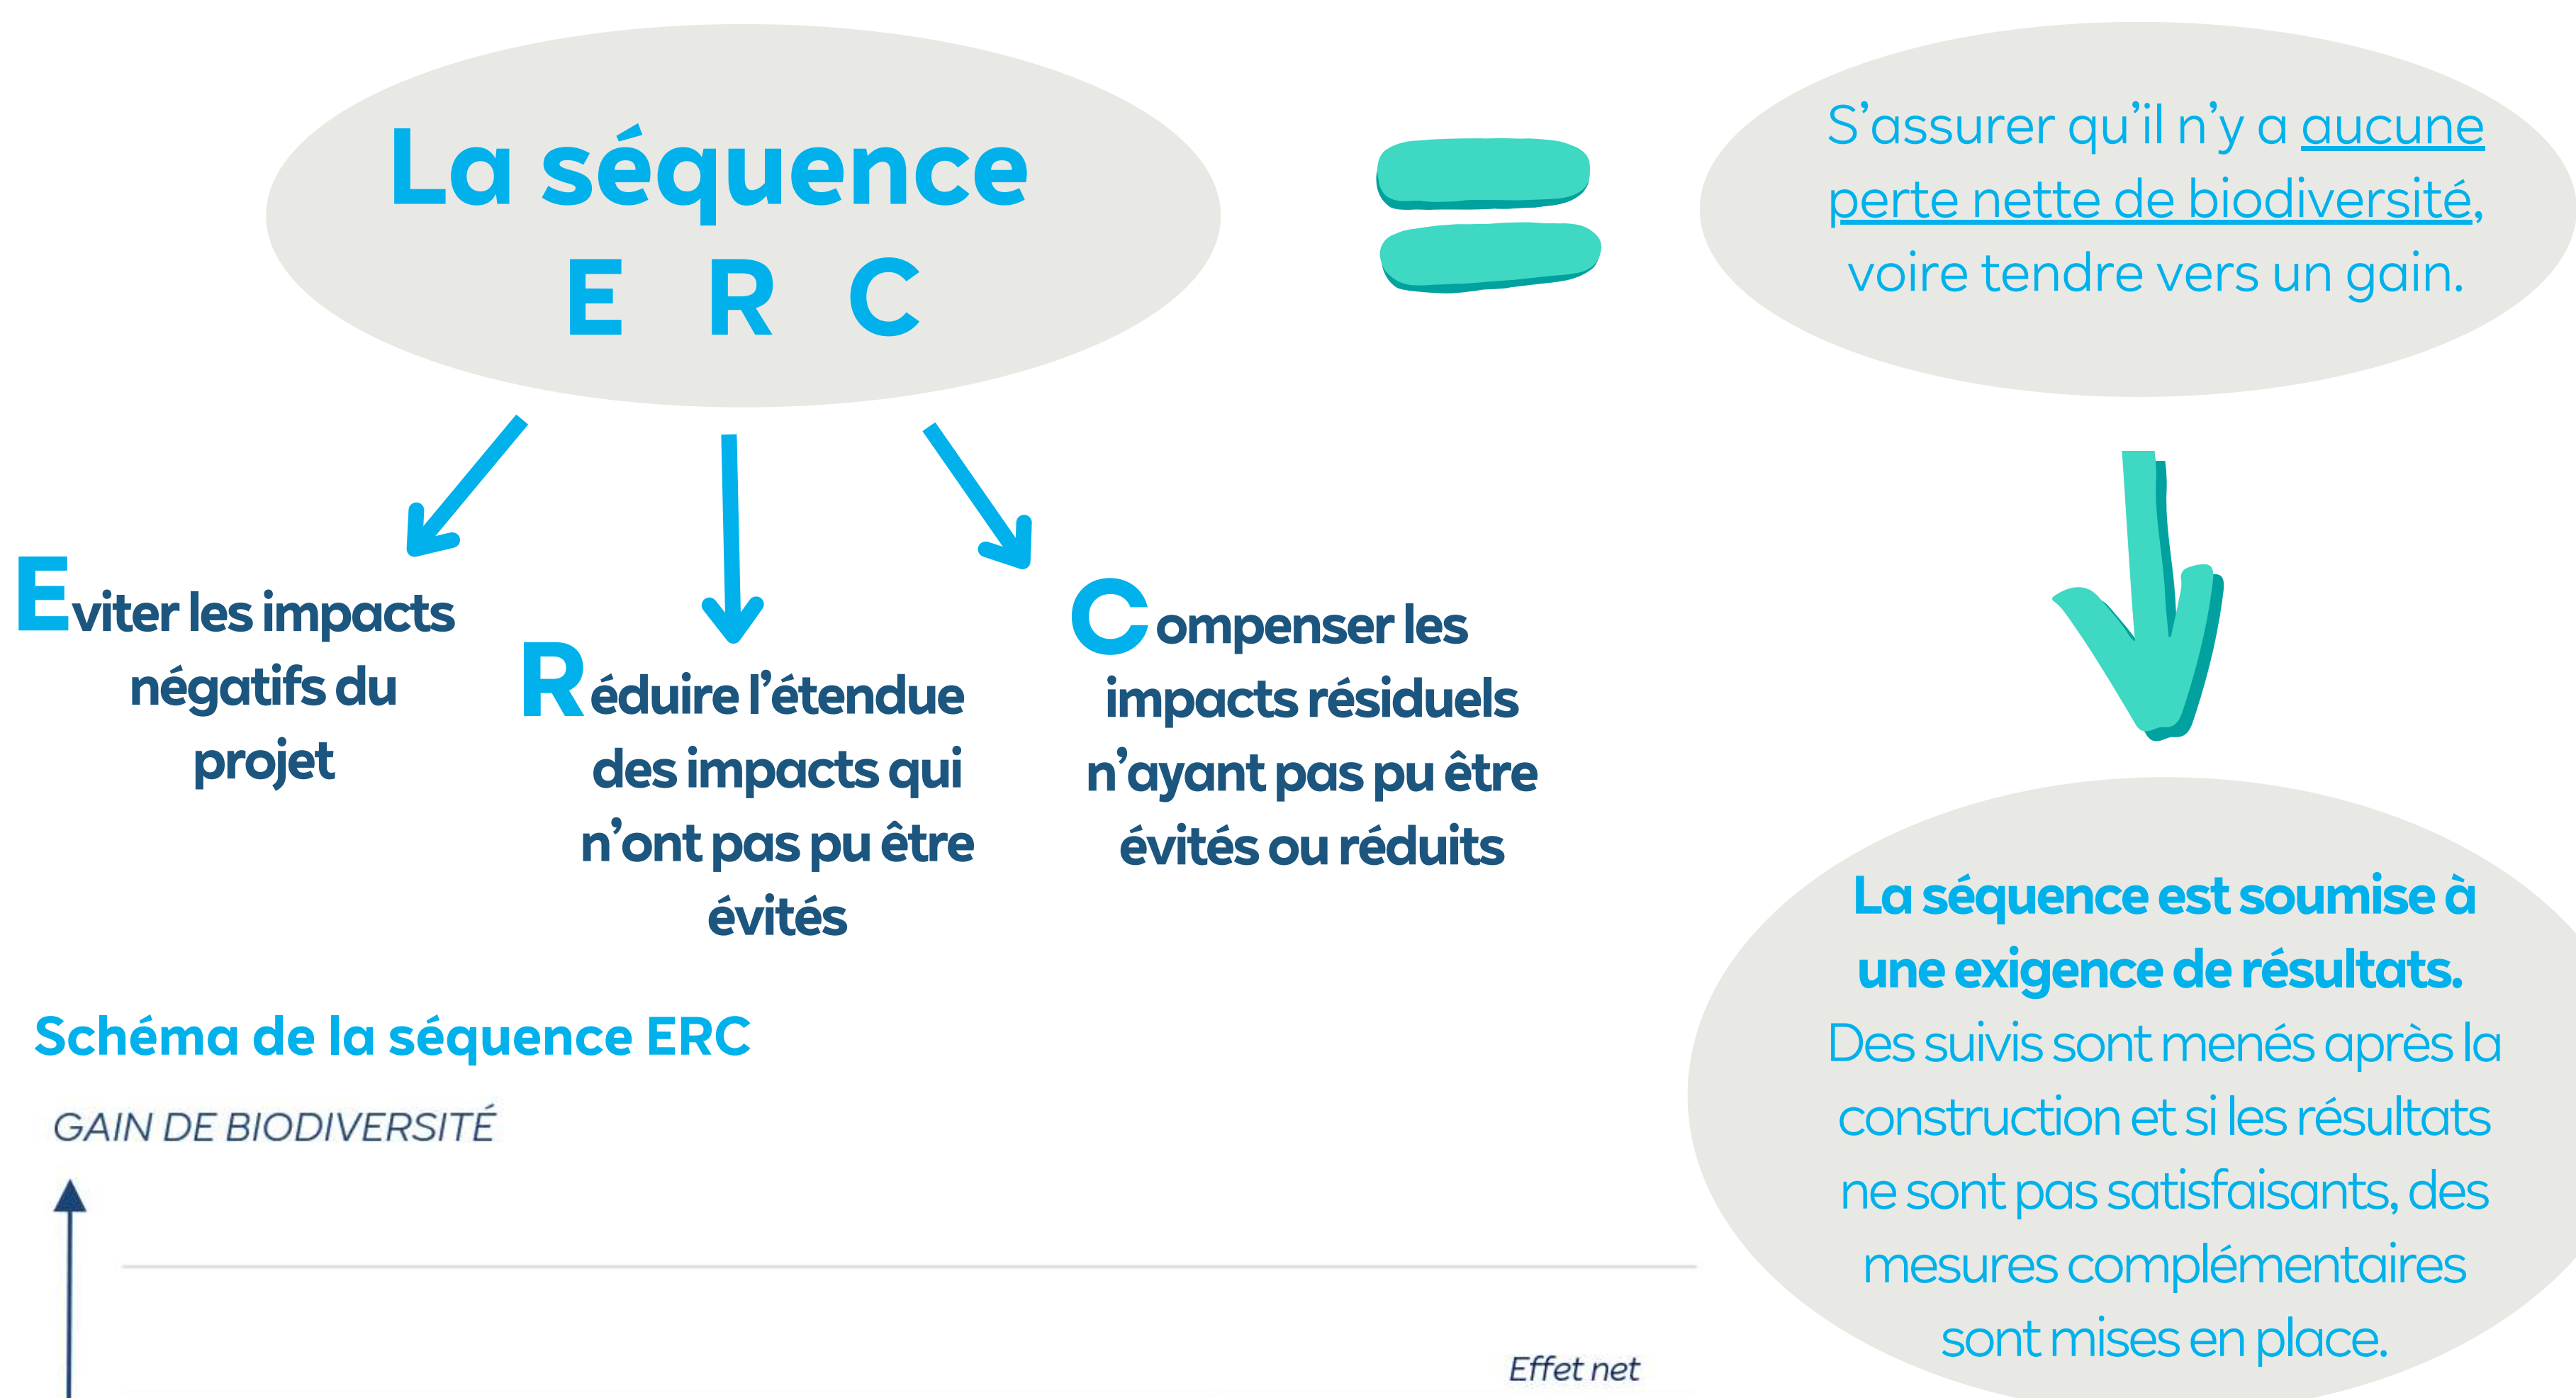 La séquence
E R C
S’assurer qu’il n’y a aucune
perte nette de biodiversité,
voire tendre vers un gain.
Eviter les impacts
négatifs du
projet
Réduire l’étendue
des impacts qui
n’ont pas pu être
évités
Compenser les
impacts résiduels
n’ayant pas pu être
évités ou réduits
La séquence est soumise à
une exigence de résultats.
Des suivis sont menés après la
construction et si les résultats
ne sont pas satisfaisants, des
mesures complémentaires
sont mises en place.
Schéma de la séquence ERC
GAIN DE BIODIVERSITÉ
Effet net